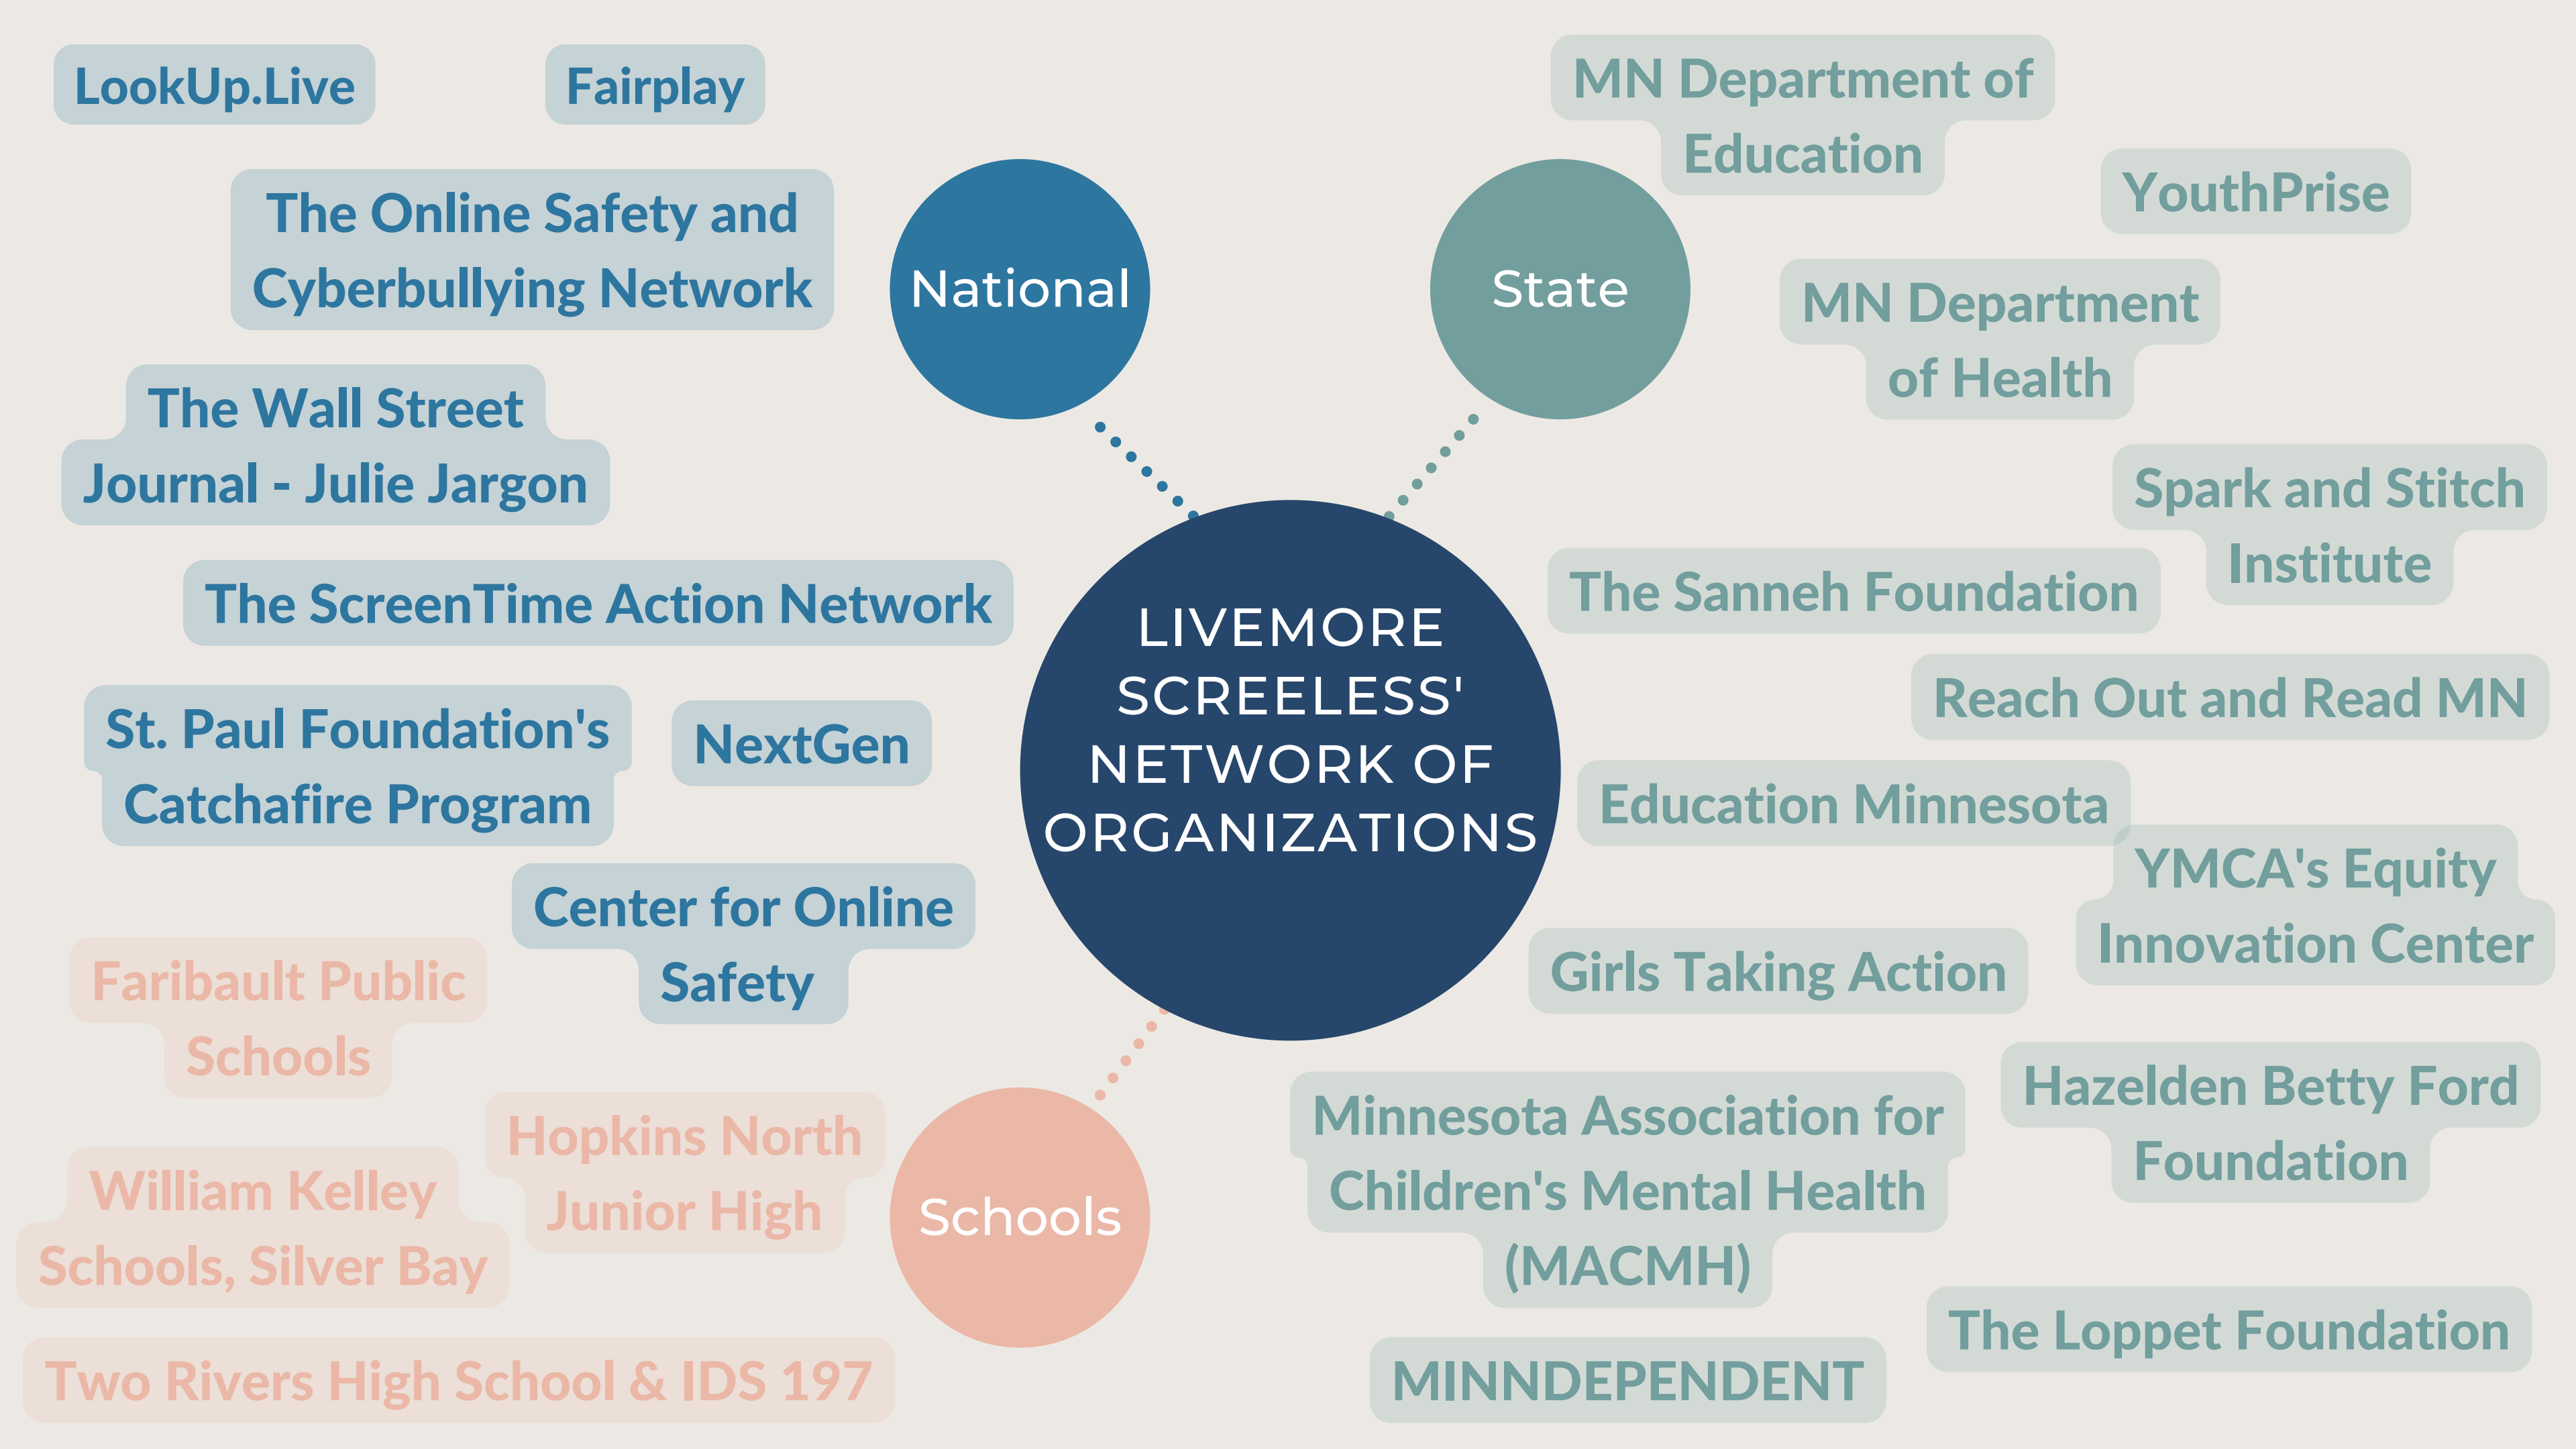 LookUp.Live
Fairplay
The Online Safety and
Cyberbullying Network
The Wall Street
Journal - Julie Jargon
The ScreenTime Action Network
St. Paul Foundation's
Catchafire Program
NextGen
Center for Online
Safety
National
State
MN Department of
Education
YouthPrise
MN Department
of Health
Spark and Stitch
Institute
The Sanneh Foundation
Reach Out and Read MN
Education Minnesota
YMCA's Equity
Innovation Center
Girls Taking Action
Hazelden Betty Ford
Foundation
Minnesota Association for
Children's Mental Health
(MACMH)
The Loppet Foundation
MINNDEPENDENT
LIVEMORE
SCREELESS'
NETWORK OF
ORGANIZATIONS
Schools
Faribault Public
Schools
Hopkins North
Junior High
William Kelley
Schools, Silver Bay
Two Rivers High School & IDS 197